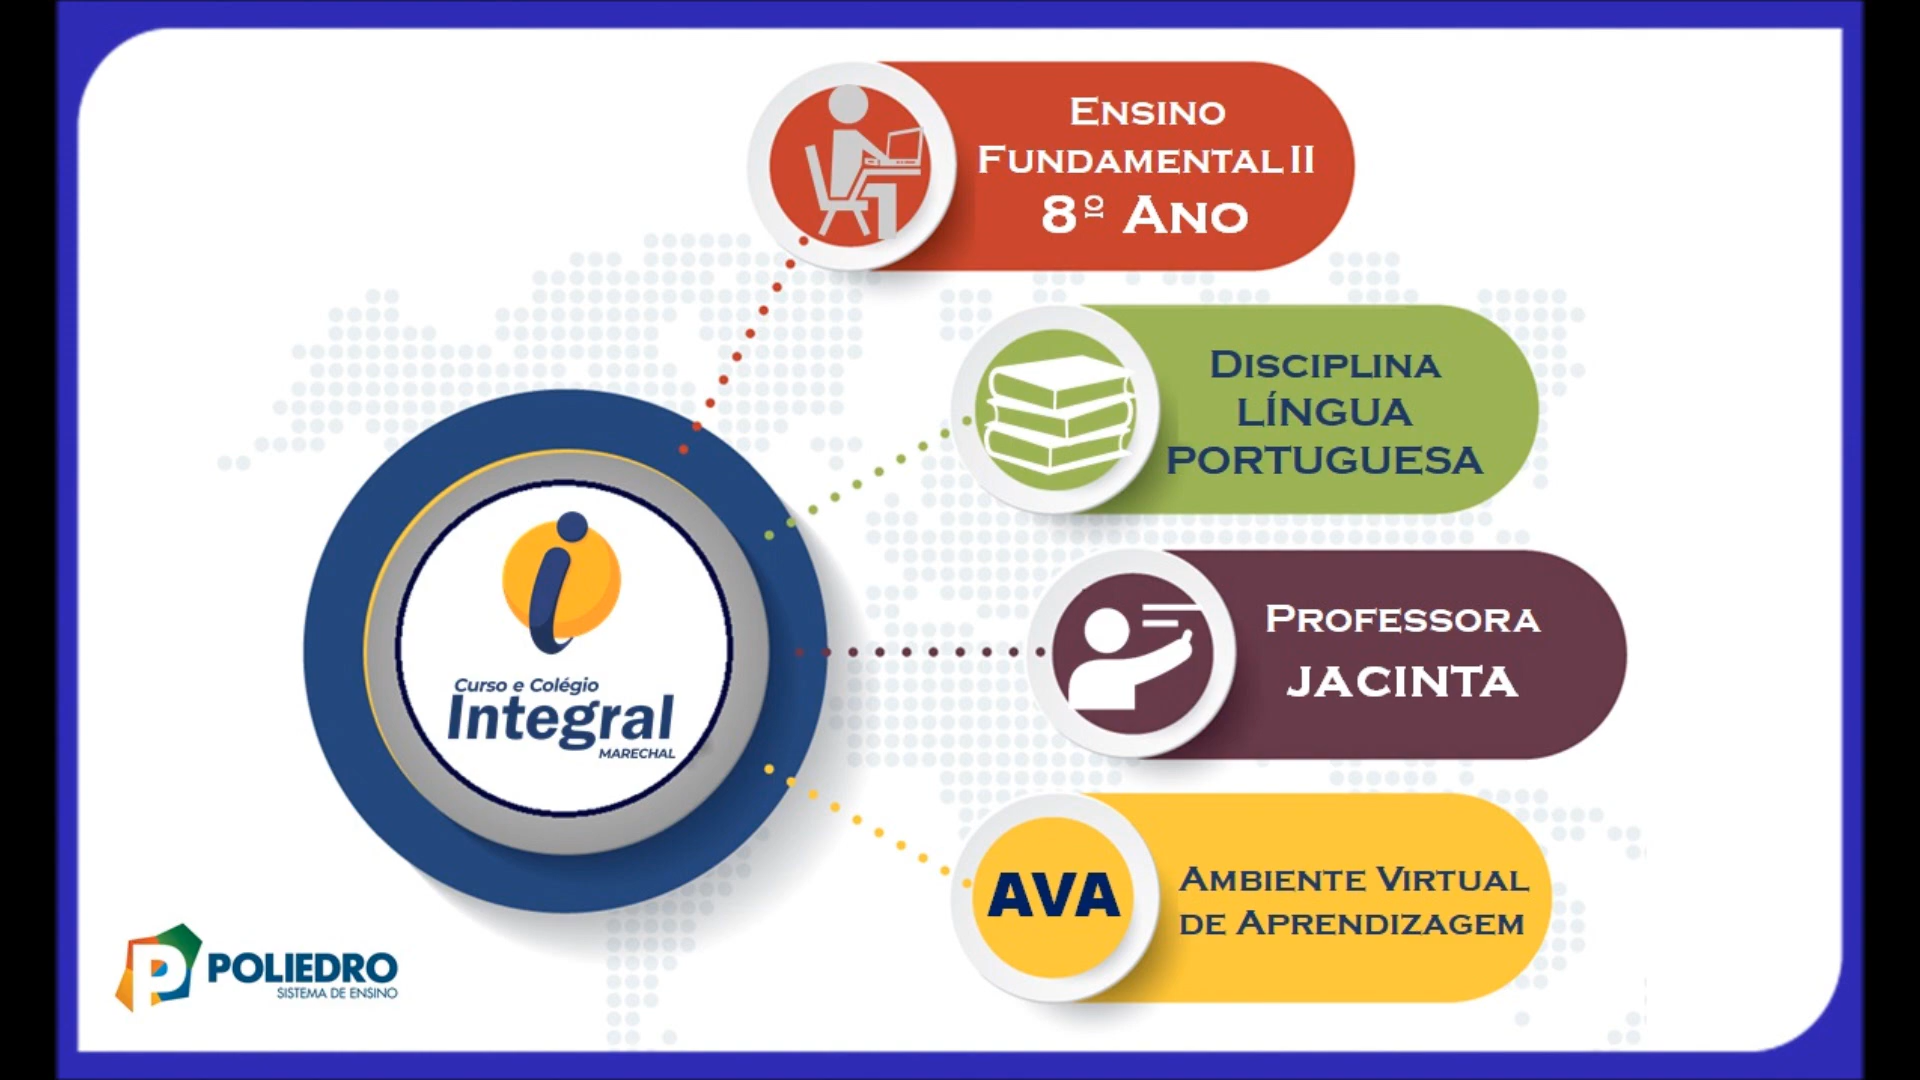 ENSINO
FUNDAMENTAL II
8º ANO
DISCIPLINA
LÍNGUA
PORTUGUESA
Curso e Colégio
Integral
MARECHAL
PROFESSORA
JACINTA
AVA
AMBIENTE VIRTUAL
DE APRENDIZAGEM
POLIEDRO
SISTEMA DE ENSINO